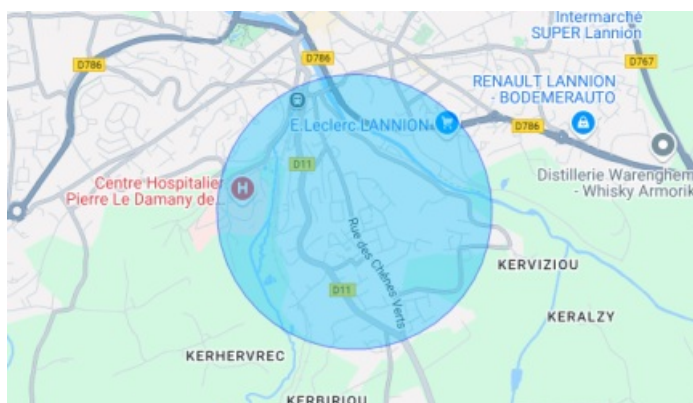 Intermarché
SUPER Lannion
D786
D786
D767
RENAULT LANNION
- BODEMERAUTO
E.Leclerc LANNION
D786
D11
Distillerie Warenghem
- Whisky Armorik
Centre Hospitalier
Pierre Le Damany de...
H
Rue des Chênes Verts
KERVIZIOU
D11
KERALZY
KERHERVREC
KERBIRIOU